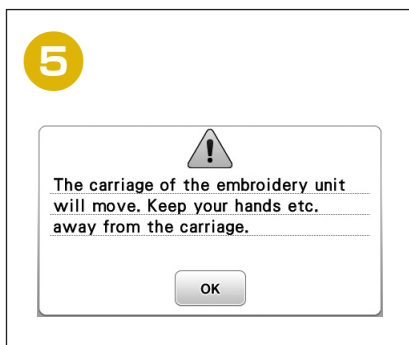 5
The carriage of the embroidery unit
will move. Keep your hands etc.
away from the carriage.
OK